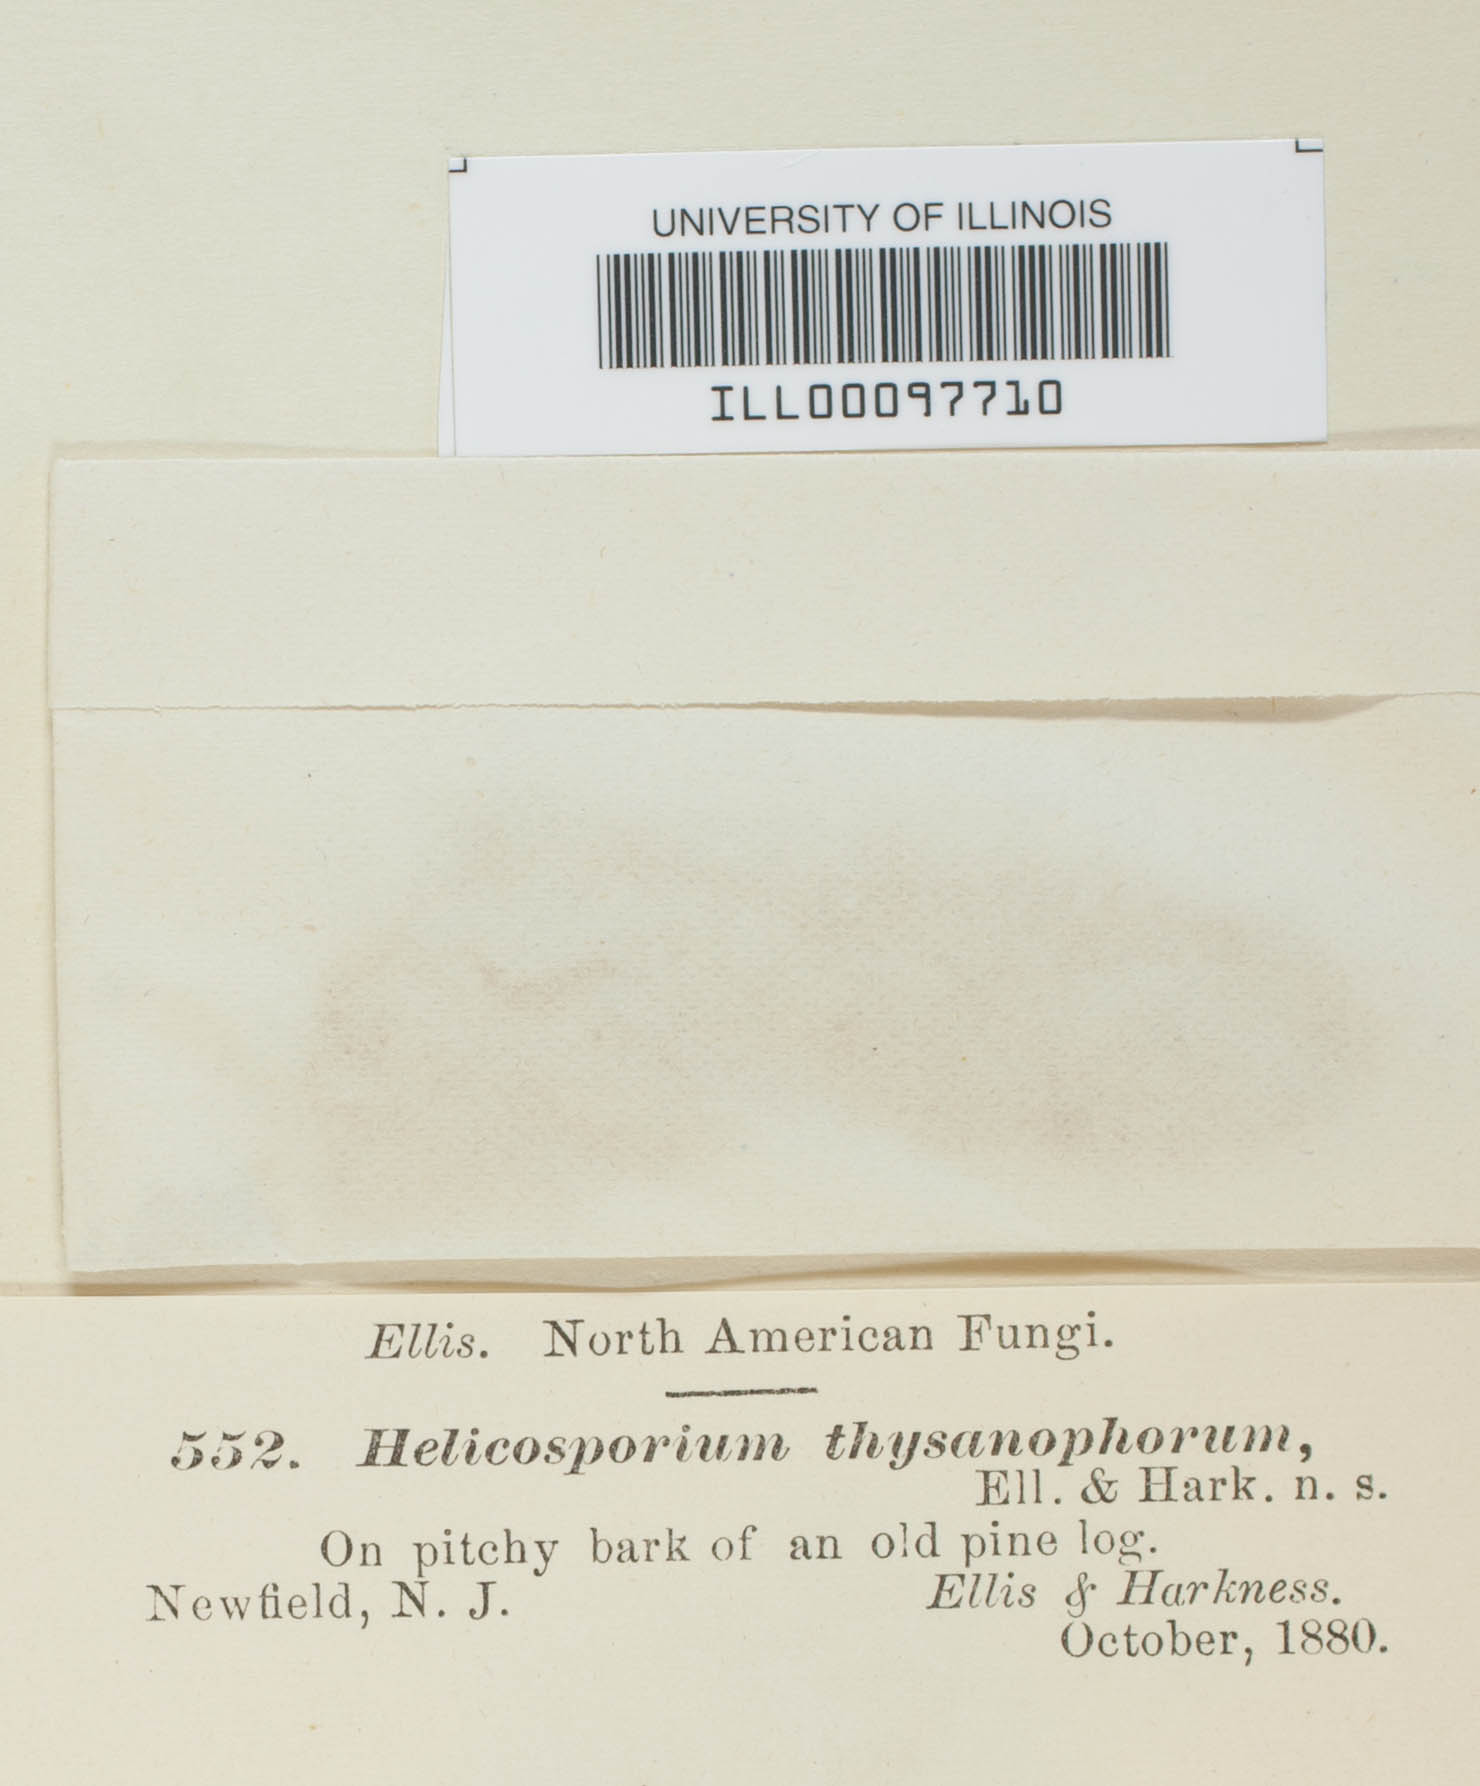 UNIVERSITY OF ILLINOIS
ILL00097710
Ellis. North American Fungi.
552. Helicosporium thysanophorum,
Ell. & Hark. n. s.
On pitchy bark of an old pine log.
Newfield, N. J. Ellis & Harkness.
October, 1880.